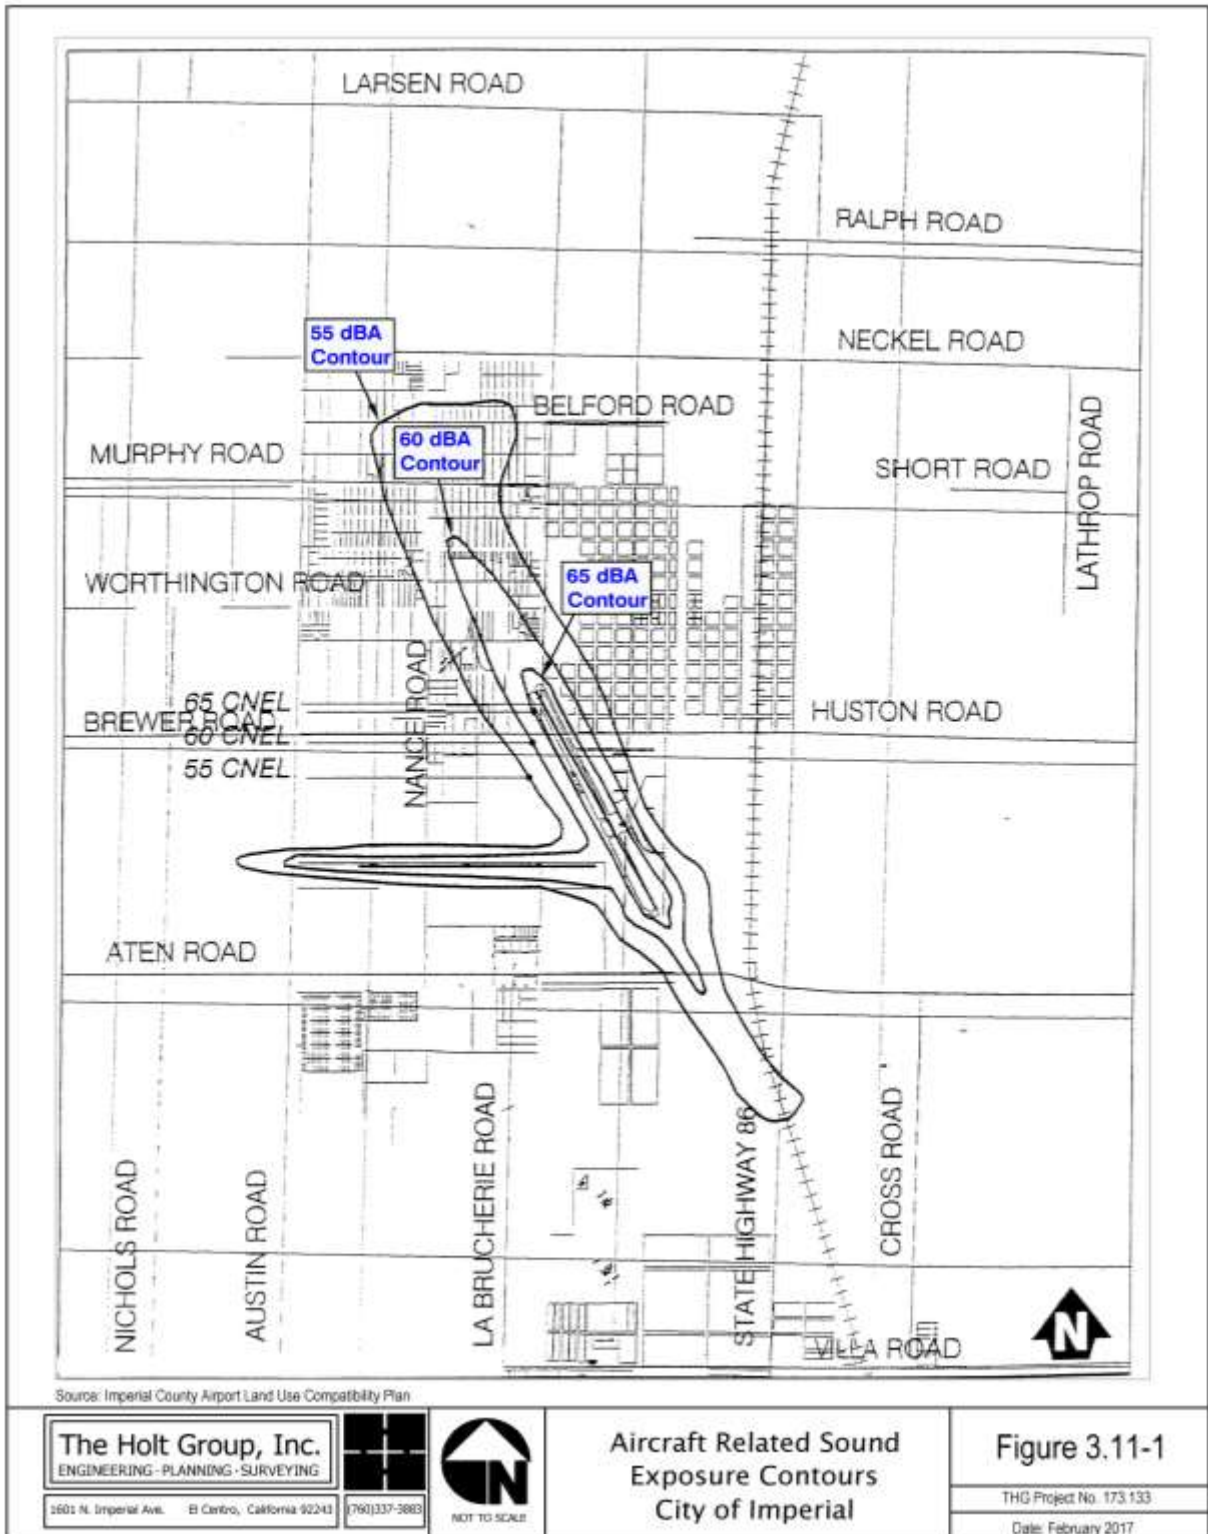 LARSEN ROAD
RALPH ROAD
NECKEL ROAD
55 dBA
Contour
BELFORD ROAD
60 dBA
Contour
MURPHY ROAD
SHORT ROAD
LATHROP ROAD
WORTHINGTON ROAD
65 dBA
Contour
NANCE ROAD
65 CNEL
BREWER ROAD
HUSTON ROAD
60 CNEL
55 CNEL
ATEN ROAD
NICHOLS ROAD
AUSTIN ROAD
LA BRUCHERIE ROAD
STATE HIGHWAY 86
CROSS ROAD
N
VILLA ROAD
Source: Imperial County Airport Land Use Compatibility Plan
The Holt Group, Inc.
ENGINEERING - PLANNING - SURVEYING
1601 N. Imperial Ave. El Centro, California 92243
(760)337-3883
N
NOT TO SCALE
Aircraft Related Sound
Exposure Contours
City of Imperial
Figure 3.11-1
THG Project No. 173.133
Date: February 2017